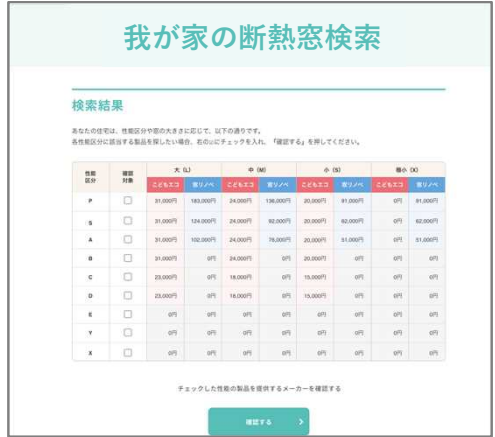 我が家の断熱窓検索
検索結果
あなたの住宅は、性能区分や窓の大きさに応じて、以下の通りです。
各性能区分に該当する製品を探したい場合、右の□にチェックを入れ、「確認する」を押してください。
性能区分 確認対象 大 (L) 中 (M) 小 (S) 極小 (X)
こどもエコ 窓リノベ こどもエコ 窓リノベ こどもエコ 窓リノベ こどもエコ 窓リノベ
P 31,000円 183,000円 24,000円 136,000円 20,000円 91,000円 0円 91,000円
S 31,000円 124,000円 24,000円 92,000円 20,000円 62,000円 0円 62,000円
A 31,000円 102,000円 24,000円 76,000円 20,000円 51,000円 0円 51,000円
B 31,000円 0円 24,000円 0円 20,000円 0円 0円 0円
C 23,000円 0円 18,000円 0円 15,000円 0円 0円 0円
D 23,000円 0円 18,000円 0円 15,000円 0円 0円 0円
E 0円 0円 0円 0円 0円 0円 0円 0円
Y 0円 0円 0円 0円 0円 0円 0円 0円
X 0円 0円 0円 0円 0円 0円 0円 0円
チェックした性能の製品を提供するメーカーを確認する
確認する >